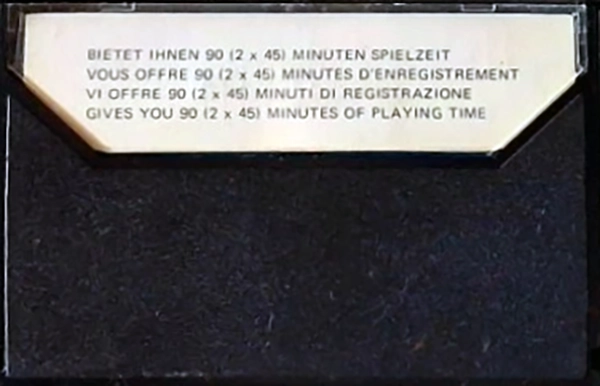 BIETET IHNEN 90 (2 x 45) MINUTEN SPIELZEIT
VOUS OFFRE 90 (2 x 45) MINUTES D'ENREGISTREMENT
VI OFFRE 90 (2 x 45) MINUTI DI REGISTRAZIONE
GIVES YOU 90 (2 x 45) MINUTES OF PLAYING TIME